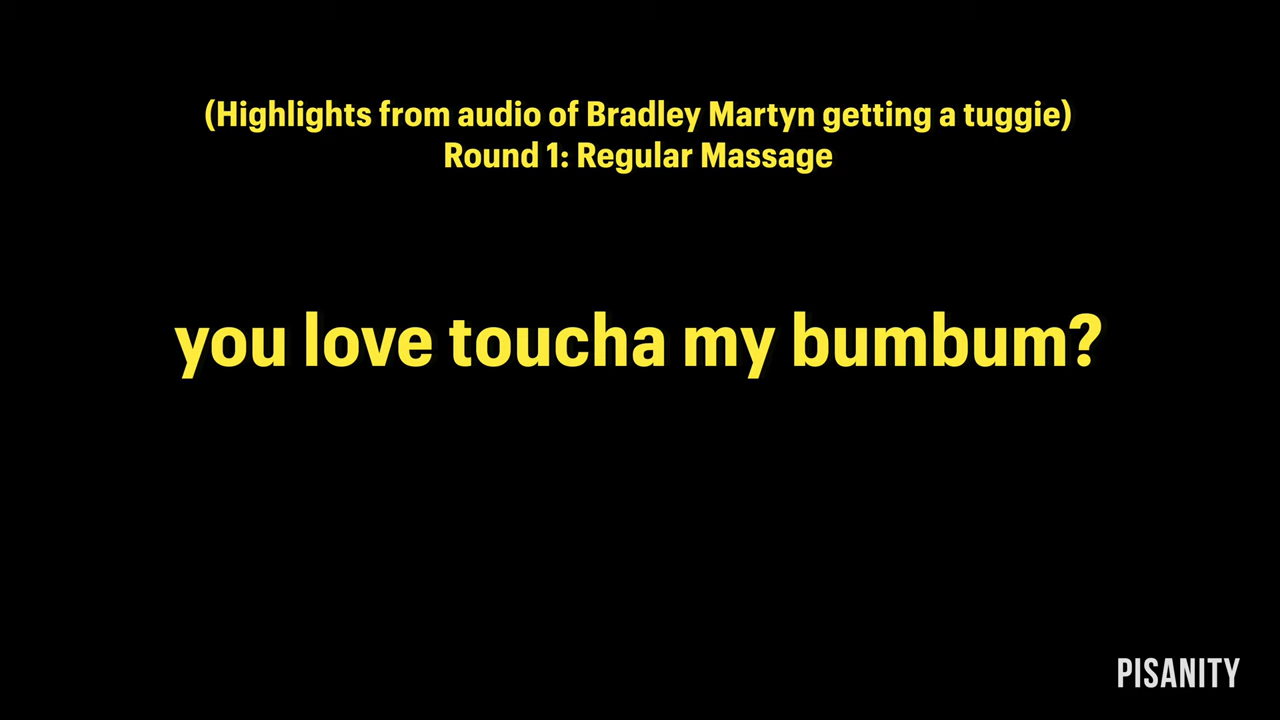 (Highlights from audio of Bradley Martyn getting a tuggie)
Round 1: Regular Massage
you love toucha my bumbum?
PISANITY